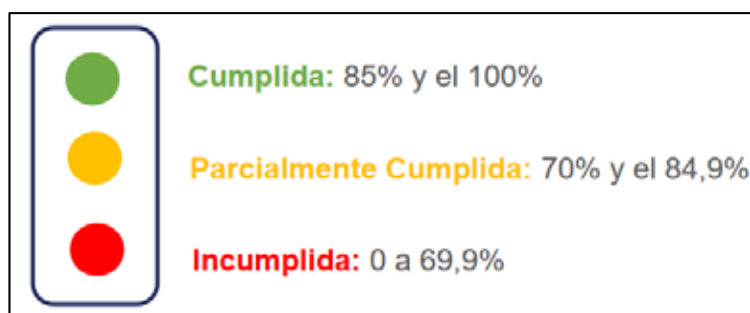 Cumplida: 85% y el 100%
Parcialmente Cumplida: 70% y el 84,9%
Incumplida: 0 a 69,9%